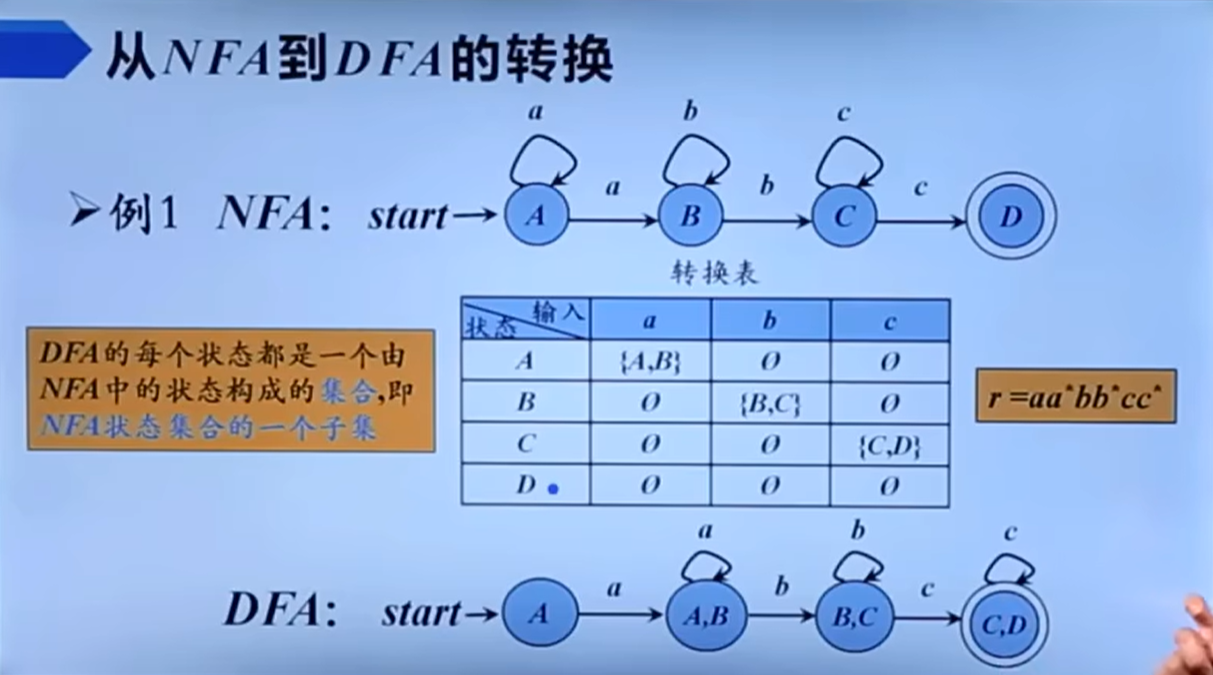 从NFA到DFA的转换
a b c
➢例1 NFA: start A a B b C c D
转换表
状态 输入 a b c
A {A,B} Ø Ø
B Ø {B,C} Ø
C Ø Ø {C,D}
D Ø Ø Ø
DFA的每个状态都是一个由
NFA中的状态构成的集合,即
NFA状态集合的一个子集
r =aa*bb*cc*
a b c
DFA: start A a A,B b B,C c C,D